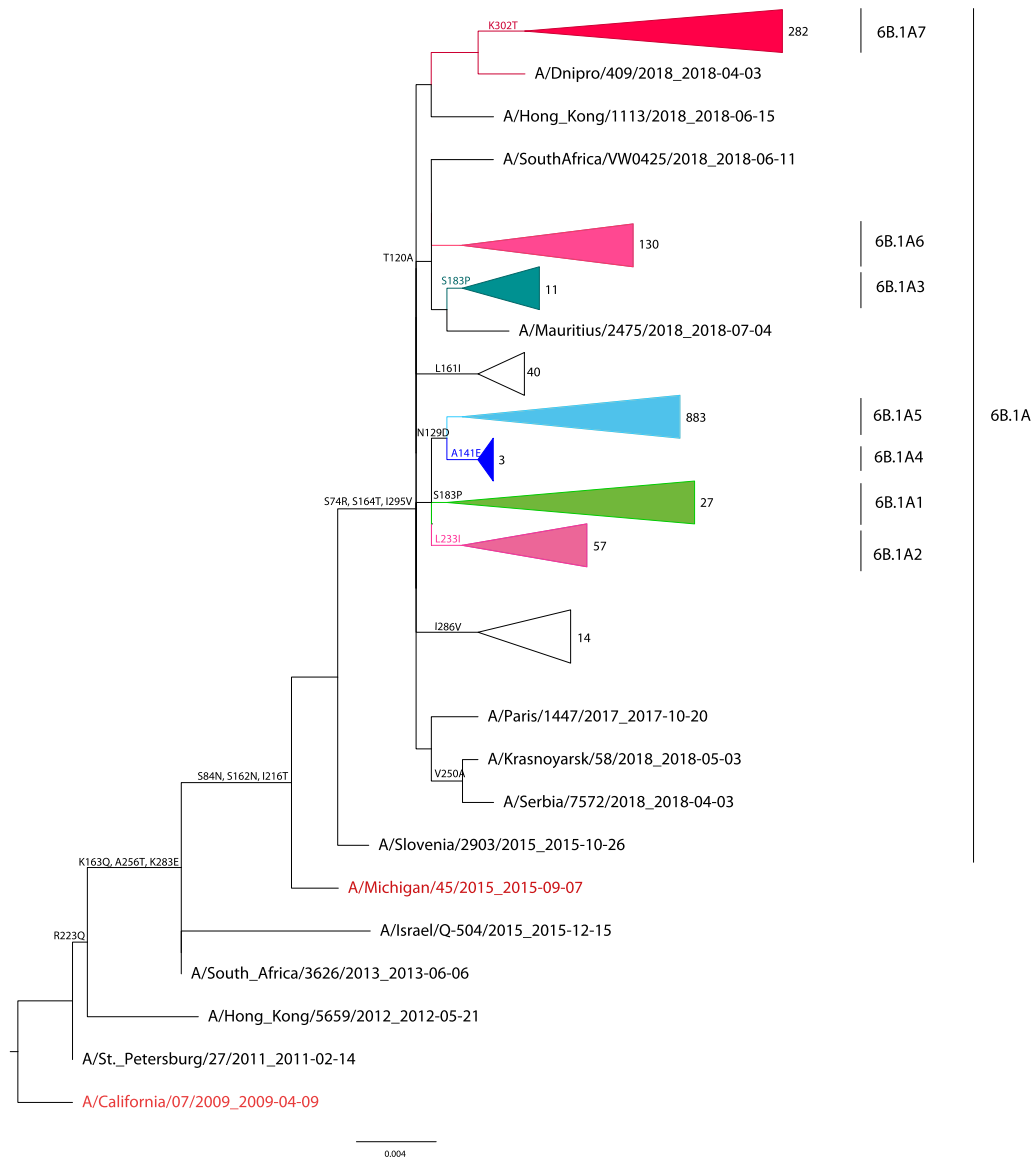 K302T
282
6B.1A7
A/Dnipro/409/2018_2018-04-03
A/Hong_Kong/1113/2018_2018-06-15
A/SouthAfrica/VW0425/2018_2018-06-11
130
6B.1A6
T120A
S183P
11
6B.1A3
A/Mauritius/2475/2018_2018-07-04
L161I
40
883
6B.1A5
6B.1A
N129D
A141E
3
6B.1A4
S74R, S164T, I295V
S183P
27
6B.1A1
L233I
57
6B.1A2
I286V
14
A/Paris/1447/2017_2017-10-20
A/Krasnoyarsk/58/2018_2018-05-03
V250A
A/Serbia/7572/2018_2018-04-03
S84N, S162N, I216T
A/Slovenia/2903/2015_2015-10-26
K163Q, A256T, K283E
A/Michigan/45/2015_2015-09-07
A/Israel/Q-504/2015_2015-12-15
R223Q
A/South_Africa/3626/2013_2013-06-06
A/Hong_Kong/5659/2012_2012-05-21
A/St._Petersburg/27/2011_2011-02-14
A/California/07/2009_2009-04-09
0.004